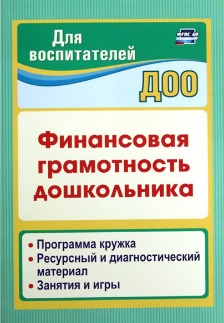 Для
воспитателей
ФГОС ДО
ДОО
Финансовая
грамотность
дошкольника
• Программа кружка
• Ресурсный и диагностический
материал
• Занятия и игры